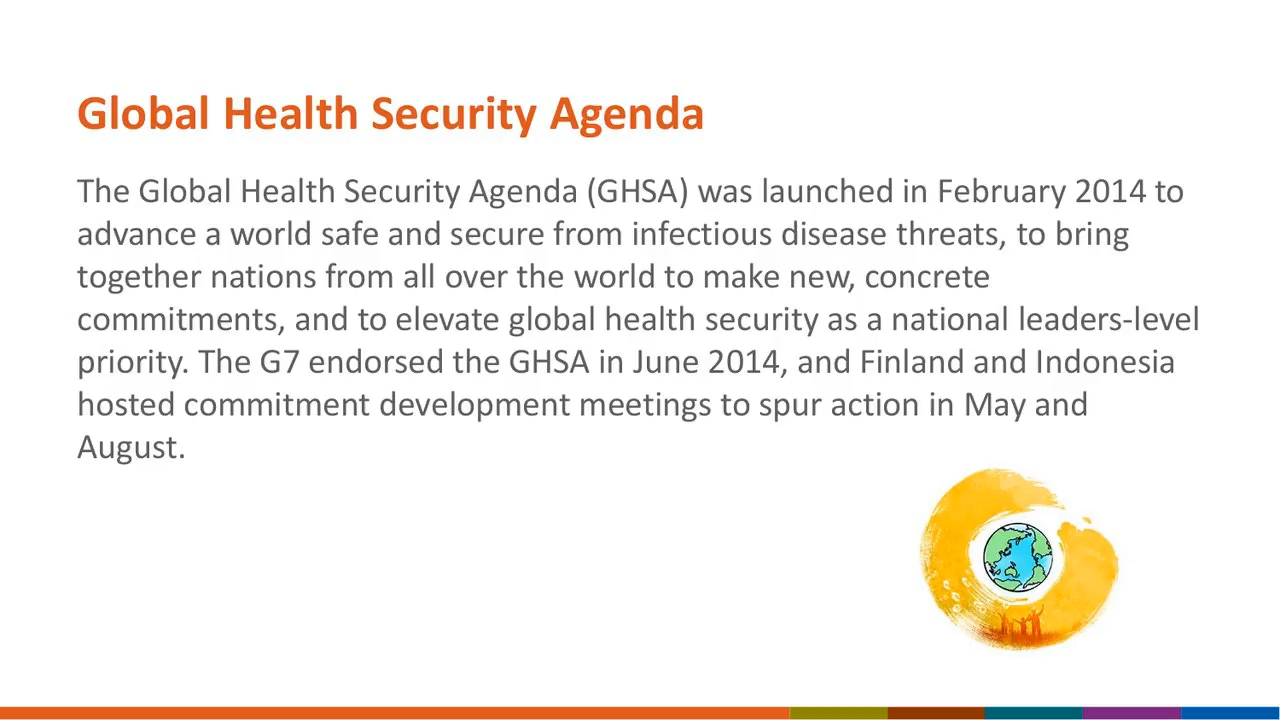 Global Health Security Agenda
The Global Health Security Agenda (GHSA) was launched in February 2014 to
advance a world safe and secure from infectious disease threats, to bring
together nations from all over the world to make new, concrete
commitments, and to elevate global health security as a national leaders-level
priority. The G7 endorsed the GHSA in June 2014, and Finland and Indonesia
hosted commitment development meetings to spur action in May and
August.